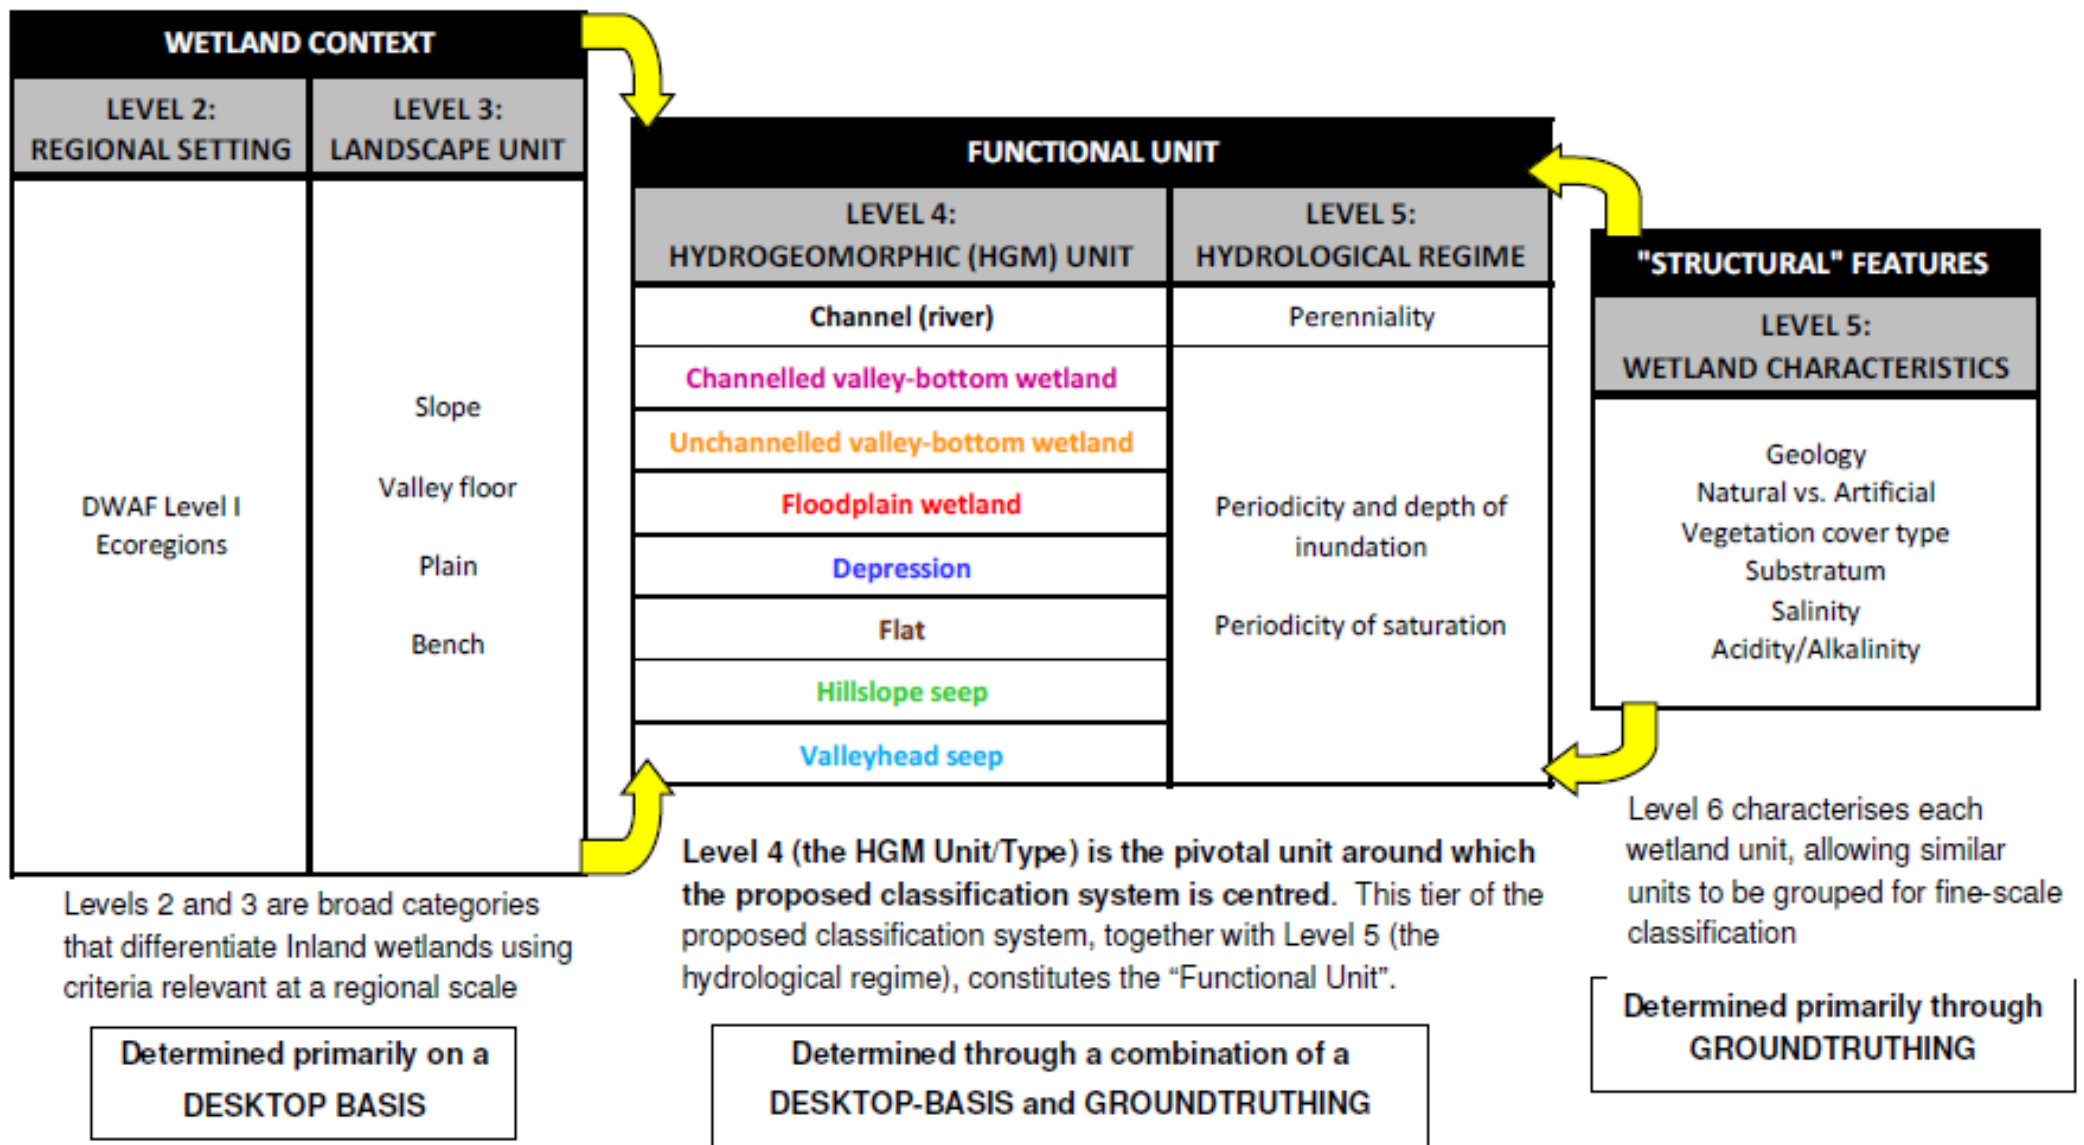 WETLAND CONTEXT
LEVEL 2:
REGIONAL SETTING
LEVEL 3:
LANDSCAPE UNIT
DWAF Level I
Ecoregions
Slope
Valley floor
Plain
Bench
Levels 2 and 3 are broad categories
that differentiate Inland wetlands using
criteria relevant at a regional scale
Determined primarily on a
DESKTOP BASIS
FUNCTIONAL UNIT
LEVEL 4:
HYDROGEOMORPHIC (HGM) UNIT
LEVEL 5:
HYDROLOGICAL REGIME
Channel (river)
Perenniality
Channelled valley-bottom wetland
Unchannelled valley-bottom wetland
Floodplain wetland
Depression
Flat
Hillslope seep
Valleyhead seep
Periodicity and depth of
inundation
Periodicity of saturation
Level 4 (the HGM Unit/Type) is the pivotal unit around which
the proposed classification system is centred. This tier of the
proposed classification system, together with Level 5 (the
hydrological regime), constitutes the “Functional Unit”.
Determined through a combination of a
DESKTOP-BASIS and GROUNDTRUTHING
"STRUCTURAL" FEATURES
LEVEL 5:
WETLAND CHARACTERISTICS
Geology
Natural vs. Artificial
Vegetation cover type
Substratum
Salinity
Acidity/Alkalinity
Level 6 characterises each
wetland unit, allowing similar
units to be grouped for fine-scale
classification
Determined primarily through
GROUNDTRUTHING